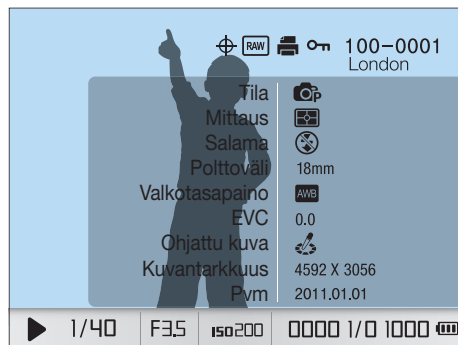 RAW 100-0001
London
Tila P
Mittaus
Salama
Polttoväli 18mm
Valkotasapaino AWB
EVC 0.0
Ohjattu kuva
Kuvantarkkuus 4592 X 3056
Pvm 2011.01.01
1/40 F3.5 ISO200 0000 1/0 1000